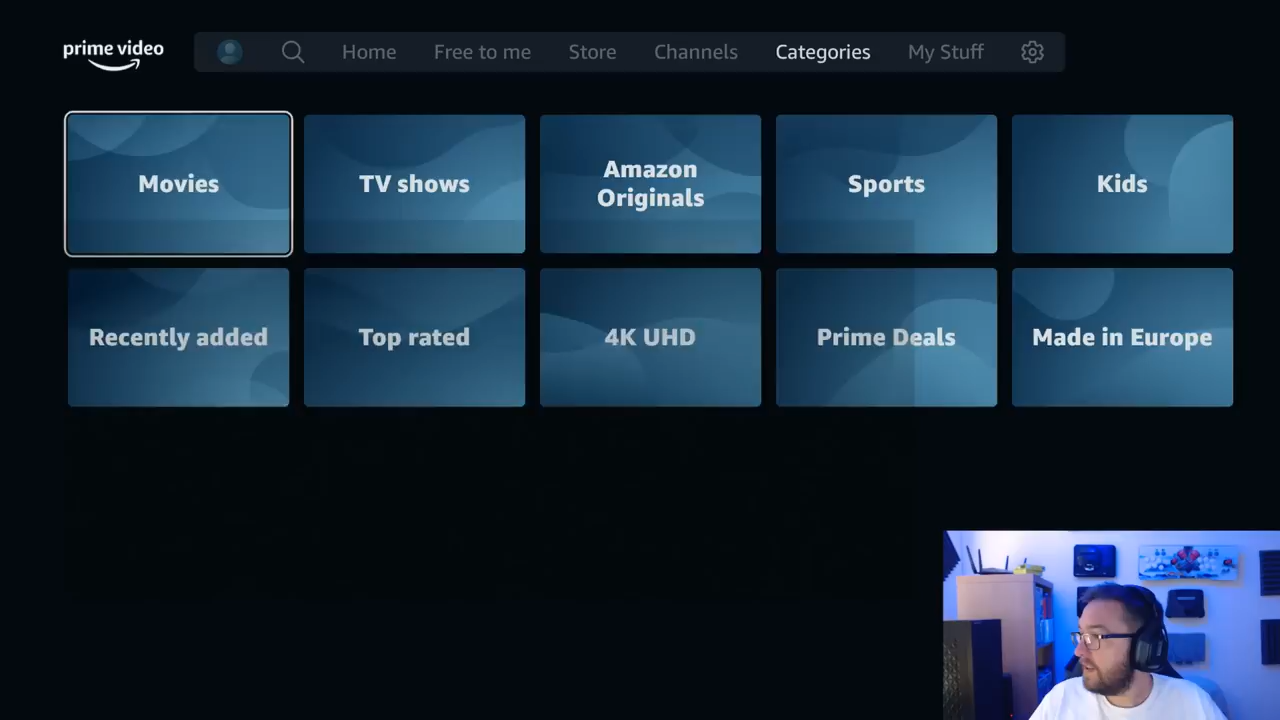 prime video
Home
Free to me
Store
Channels
Categories
My Stuff
Movies
TV shows
Amazon
Originals
Sports
Kids
Recently added
Top rated
4K UHD
Prime Deals
Made in Europe